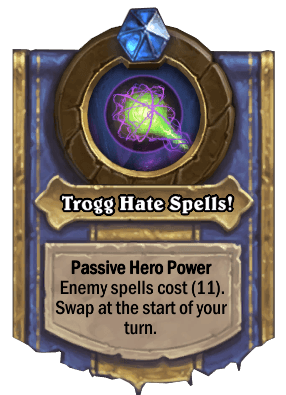 Trogg Hate Spells!
Passive Hero Power
Enemy spells cost (11).
Swap at the start of your
turn.